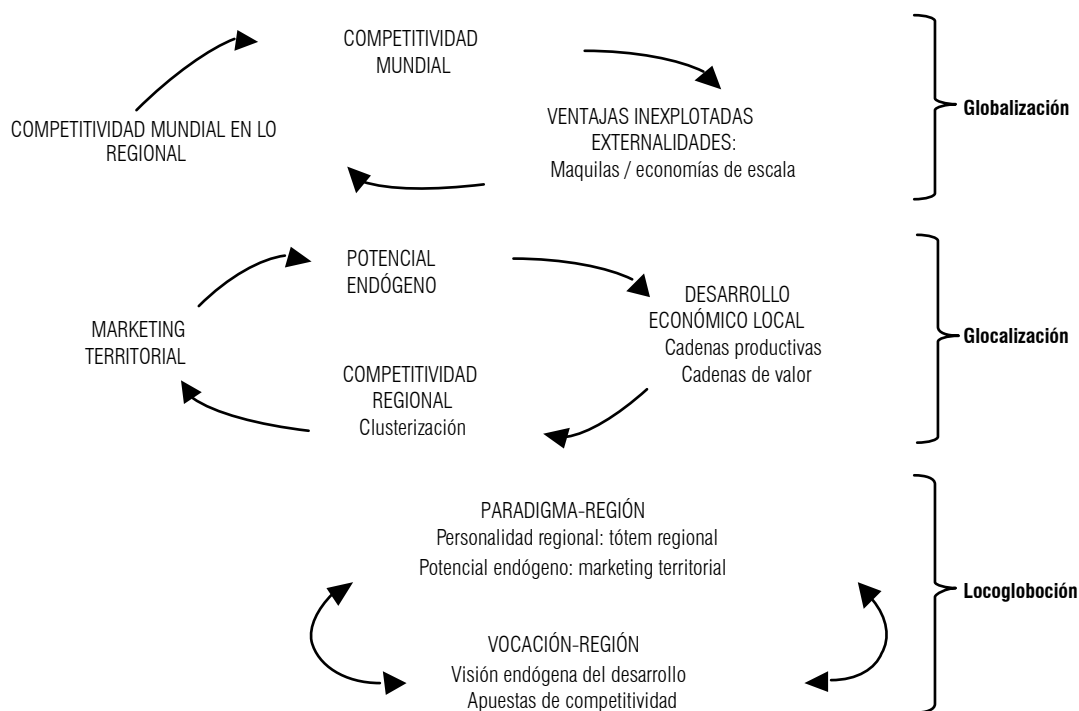 COMPETITIVIDAD
MUNDIAL
COMPETITIVIDAD MUNDIAL EN LO
REGIONAL
VENTAJAS INEXPLOTADAS
EXTERNALIDADES:
Maquilas / economías de escala
Globalización
POTENCIAL
ENDÓGENO
MARKETING
TERRITORIAL
DESARROLLO
ECONÓMICO LOCAL
Cadenas productivas
Cadenas de valor
COMPETITIVIDAD
REGIONAL
Clusterización
Glocalización
PARADIGMA-REGIÓN
Personalidad regional: tótem regional
Potencial endógeno: marketing territorial
VOCACIÓN-REGIÓN
Visión endógena del desarrollo
Apuestas de competitividad
Locogloboción